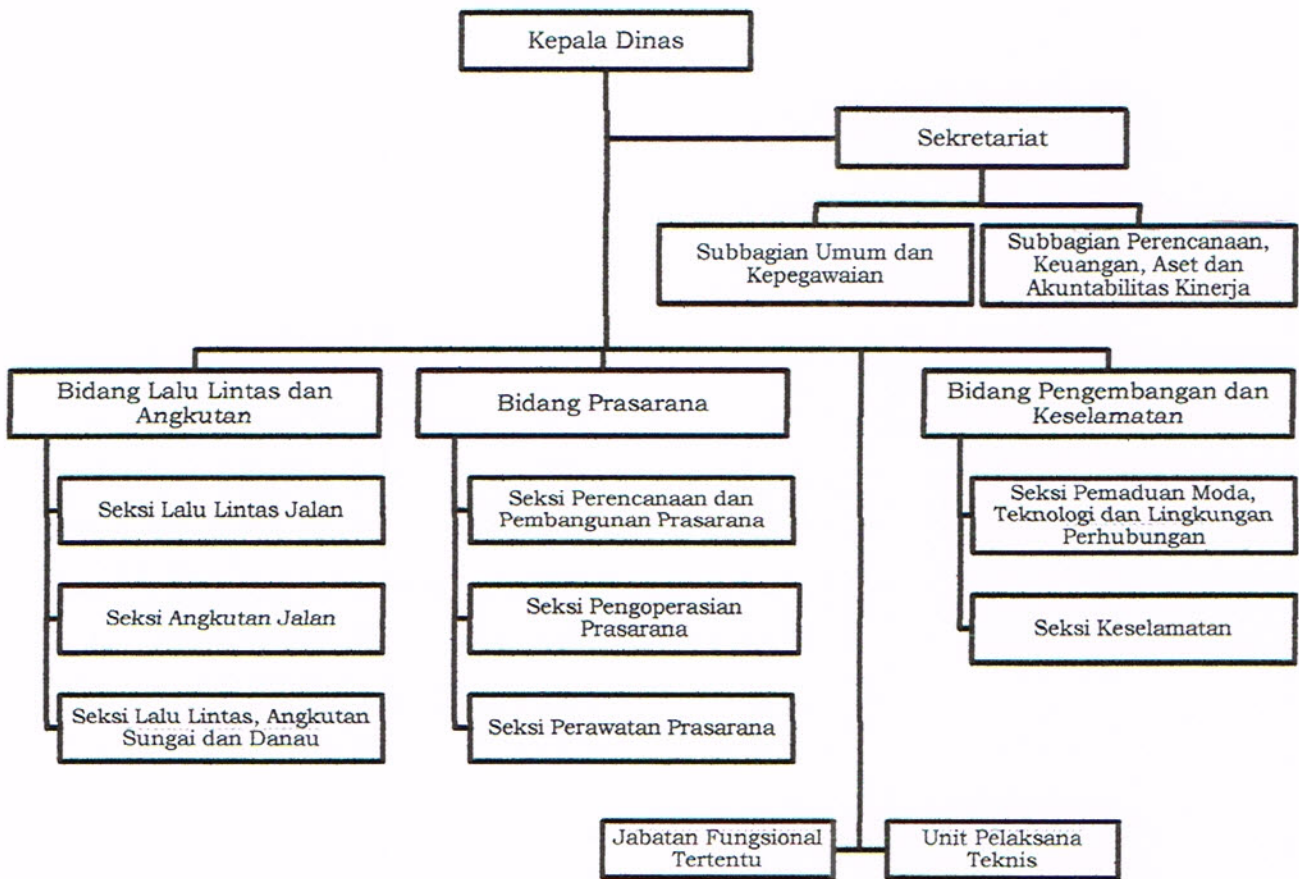 Kepala Dinas
Sekretariat
Subbagian Umum dan
Kepegawaian
Subbagian Perencanaan,
Keuangan, Aset dan
Akuntabilitas Kinerja
Bidang Lalu Lintas dan
Angkutan
Seksi Lalu Lintas Jalan
Seksi Angkutan Jalan
Seksi Lalu Lintas, Angkutan
Sungai dan Danau
Bidang Prasarana
Seksi Perencanaan dan
Pembangunan Prasarana
Seksi Pengoperasian
Prasarana
Seksi Perawatan Prasarana
Bidang Pengembangan dan
Keselamatan
Seksi Pemaduan Moda,
Teknologi dan Lingkungan
Perhubungan
Seksi Keselamatan
Jabatan Fungsional
Tertentu
Unit Pelaksana
Teknis